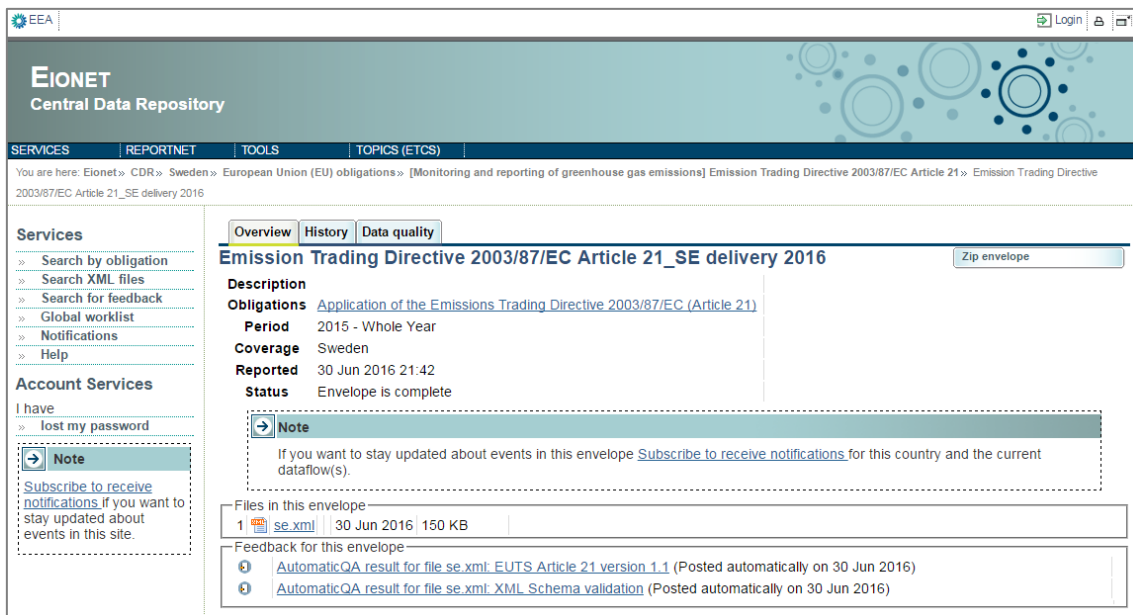 EEA
Login
EIONET
Central Data Repository
SERVICES REPORTNET TOOLS TOPICS (ETCS)
You are here: Eionet» CDR» Sweden» European Union (EU) obligations» [Monitoring and reporting of greenhouse gas emissions] Emission Trading Directive 2003/87/EC Article 21» Emission Trading Directive
2003/87/EC Article 21_SE delivery 2016
Services
» Search by obligation
» Search XML files
» Search for feedback
» Global worklist
» Notifications
» Help
Account Services
I have
» lost my password
Note
Subscribe to receive
notifications if you want to
stay updated about
events in this site.
Overview History Data quality
Emission Trading Directive 2003/87/EC Article 21_SE delivery 2016
Zip envelope
Description
Obligations Application of the Emissions Trading Directive 2003/87/EC (Article 21)
Period 2015 - Whole Year
Coverage Sweden
Reported 30 Jun 2016 21:42
Status Envelope is complete
Note
If you want to stay updated about events in this envelope Subscribe to receive notifications for this country and the current
dataflow(s).
Files in this envelope
1 se.xml 30 Jun 2016 150 KB
Feedback for this envelope
AutomaticQA result for file se.xml: EUTS Article 21 version 1.1 (Posted automatically on 30 Jun 2016)
AutomaticQA result for file se.xml: XML Schema validation (Posted automatically on 30 Jun 2016)